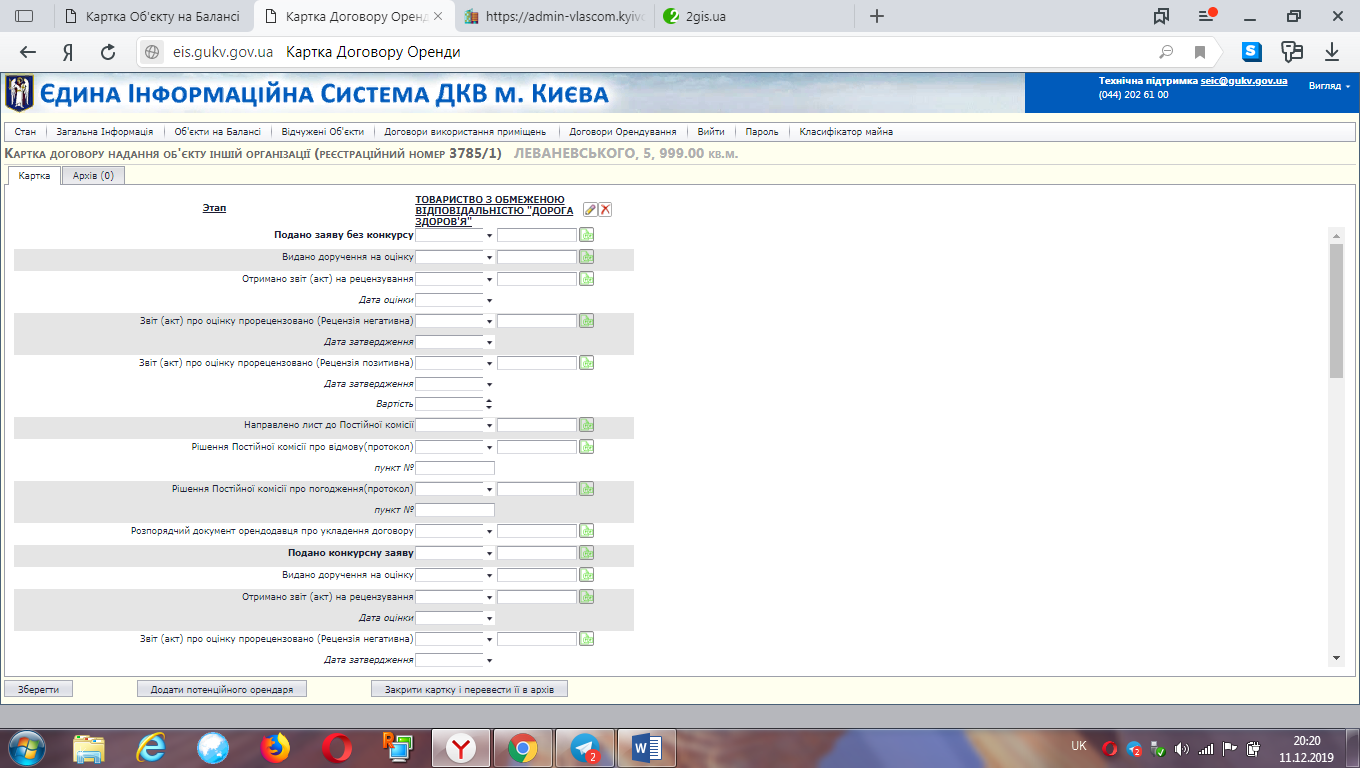 Картка Об'єкту на Балансі
Картка Договору Оренд
https://admin-vlascom.kyivc
2gis.ua
eis.gukv.gov.ua Картка Договору Оренди
Єдина Інформаційна Система ДКВ м. Києва
Технічна підтримка seic@gukv.gov.ua
(044) 202 61 00
Вигляд
Стан Загальна Інформація Об'єкти на Балансі Відчужені Об'єкти Договори використання приміщень Договори Орендування Вийти Пароль Класифікатор майна
Картка договору надання об'єкту іншій організації (реєстраційний номер 3785/1) ЛЕВАНЕВСЬКОГО, 5, 999.00 кв.м.
Картка Архів (0)
Этап
ТОВАРИСТВО З ОБМЕЖЕНОЮ
ВІДПОВІДАЛЬНІСТЮ "ДОРОГА
ЗДОРОВ'Я"
Подано заяву без конкурсу
Видано доручення на оцінку
Отримано звіт (акт) на рецензування
Дата оцінки
Звіт (акт) про оцінку прорецензовано (Рецензія негативна)
Дата затвердження
Звіт (акт) про оцінку прорецензовано (Рецензія позитивна)
Дата затвердження
Вартість
Направлено лист до Постійної комісії
Рішення Постійної комісії про відмову(протокол)
пункт №
Рішення Постійної комісії про погодження(протокол)
пункт №
Розпорядчий документ орендодавця про укладення договору
Подано конкурсну заяву
Видано доручення на оцінку
Отримано звіт (акт) на рецензування
Дата оцінки
Звіт (акт) про оцінку прорецензовано (Рецензія негативна)
Дата затвердження
Зберегти Додати потенційного орендаря Закрити картку і перевести її в архів
UK
2
2
20:20
11.12.2019